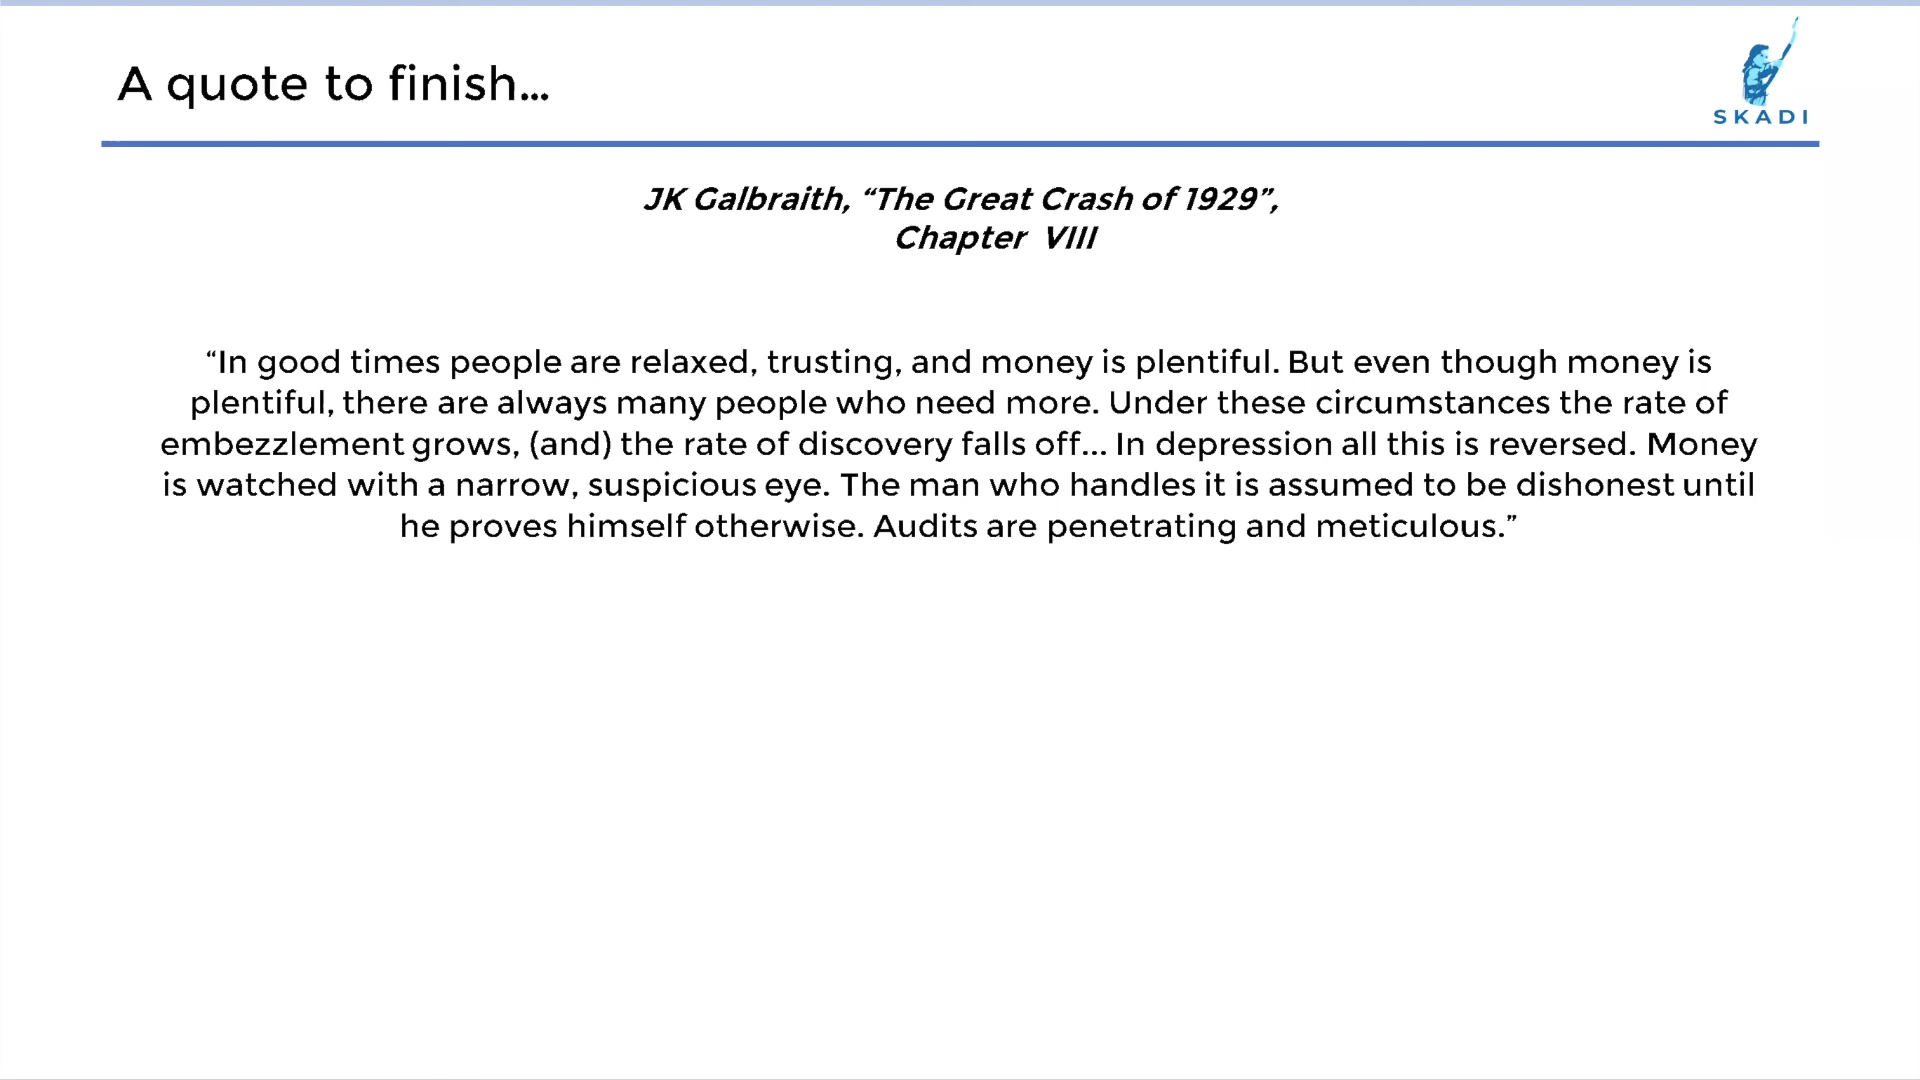 A quote to finish...
SKADI
JK Galbraith, “The Great Crash of 1929”,
Chapter VIII
“In good times people are relaxed, trusting, and money is plentiful. But even though money is
plentiful, there are always many people who need more. Under these circumstances the rate of
embezzlement grows, (and) the rate of discovery falls off... In depression all this is reversed. Money
is watched with a narrow, suspicious eye. The man who handles it is assumed to be dishonest until
he proves himself otherwise. Audits are penetrating and meticulous.”